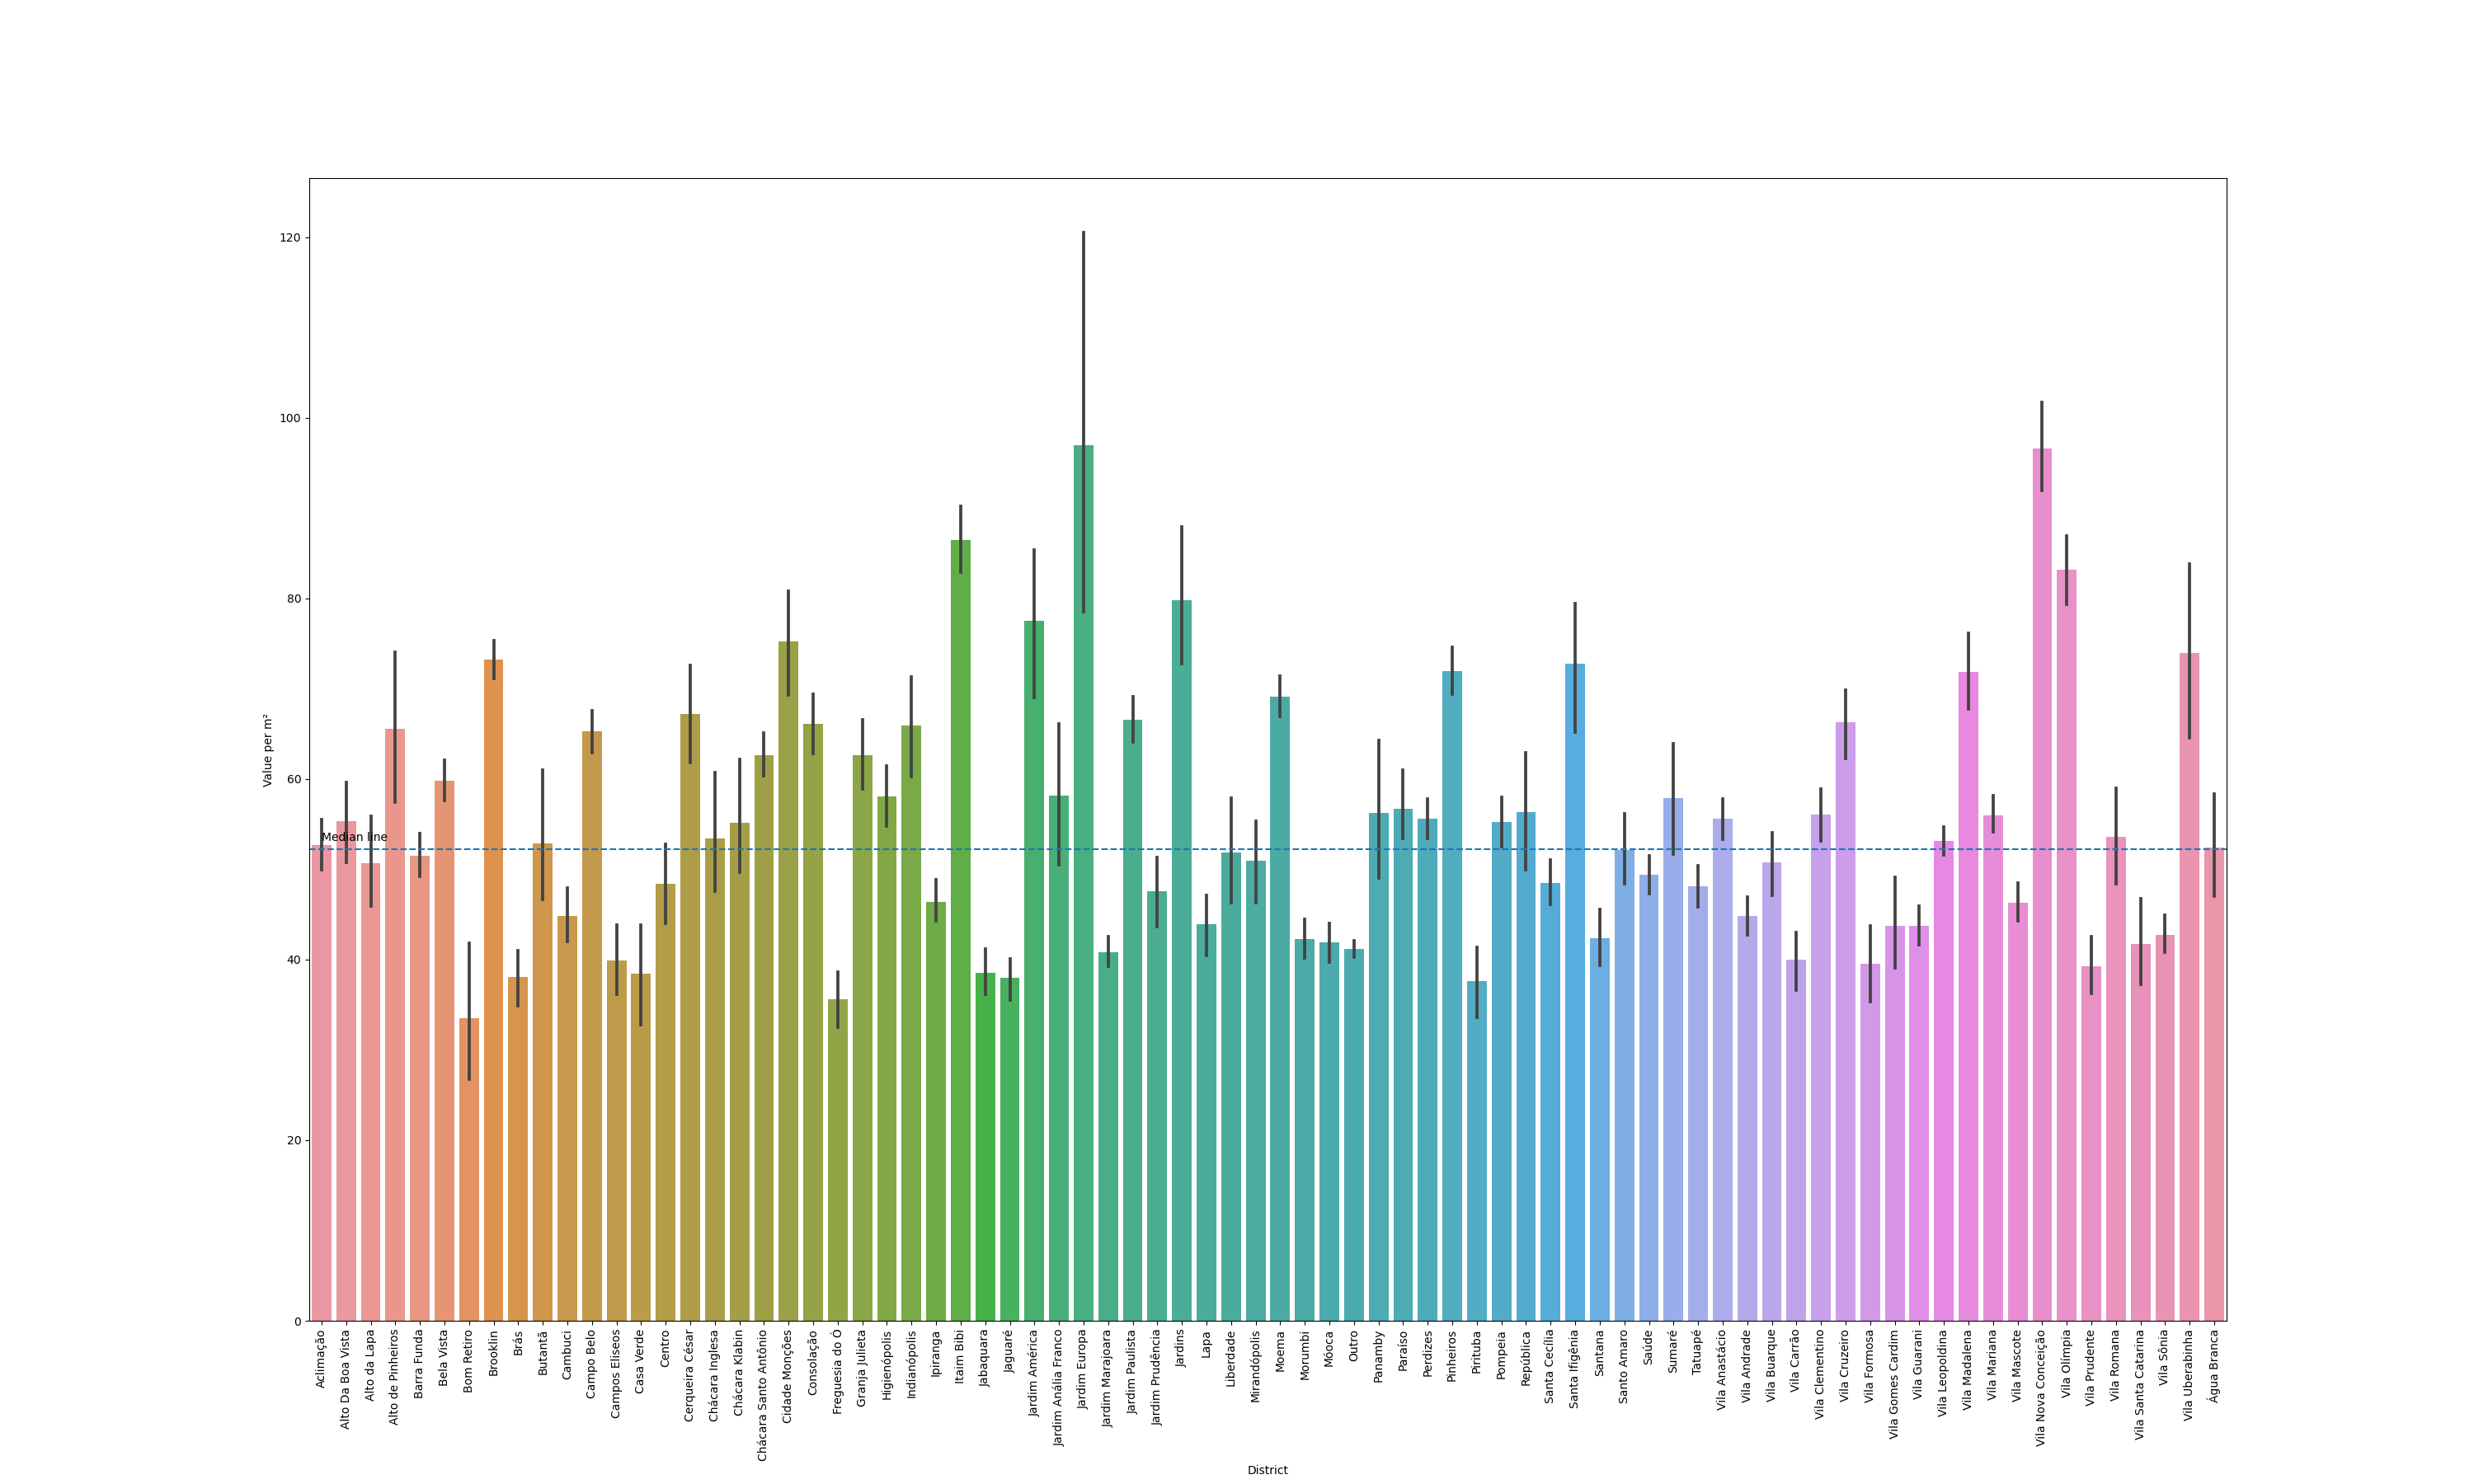 120
100
80
60
40
20
0
Value per m²
Median line
Aclimação
Alto Da Boa Vista
Alto da Lapa
Alto de Pinheiros
Barra Funda
Bela Vista
Bom Retiro
Brooklin
Brás
Butantã
Cambuci
Campo Belo
Campos Eliseos
Casa Verde
Centro
Cerqueira César
Chácara Inglesa
Chácara Klabin
Chácara Santo Antônio
Cidade Monções
Consolação
Freguesia do Ó
Granja Julieta
Higienópolis
Indianópolis
Ipiranga
Itaim Bibi
Jabaquara
Jaguaré
Jardim América
Jardim Anália Franco
Jardim Europa
Jardim Marajoara
Jardim Paulista
Jardim Prudência
Jardins
Lapa
Liberdade
Mirandópolis
Moema
Morumbi
Móoca
Outro
Panamby
Paraíso
Perdizes
Pinheiros
Pirituba
Pompeia
República
Santa Cecília
Santa Ifigênia
Santana
Santo Amaro
Saúde
Sumaré
Tatuapé
Vila Anastácio
Vila Andrade
Vila Buarque
Vila Carrão
Vila Clementino
Vila Cruzeiro
Vila Formosa
Vila Gomes Cardim
Vila Guarani
Vila Leopoldina
Vila Madalena
Vila Mariana
Vila Mascote
Vila Nova Conceição
Vila Olímpia
Vila Prudente
Vila Romana
Vila Santa Catarina
Vila Sônia
Vila Uberabinha
Água Branca
District